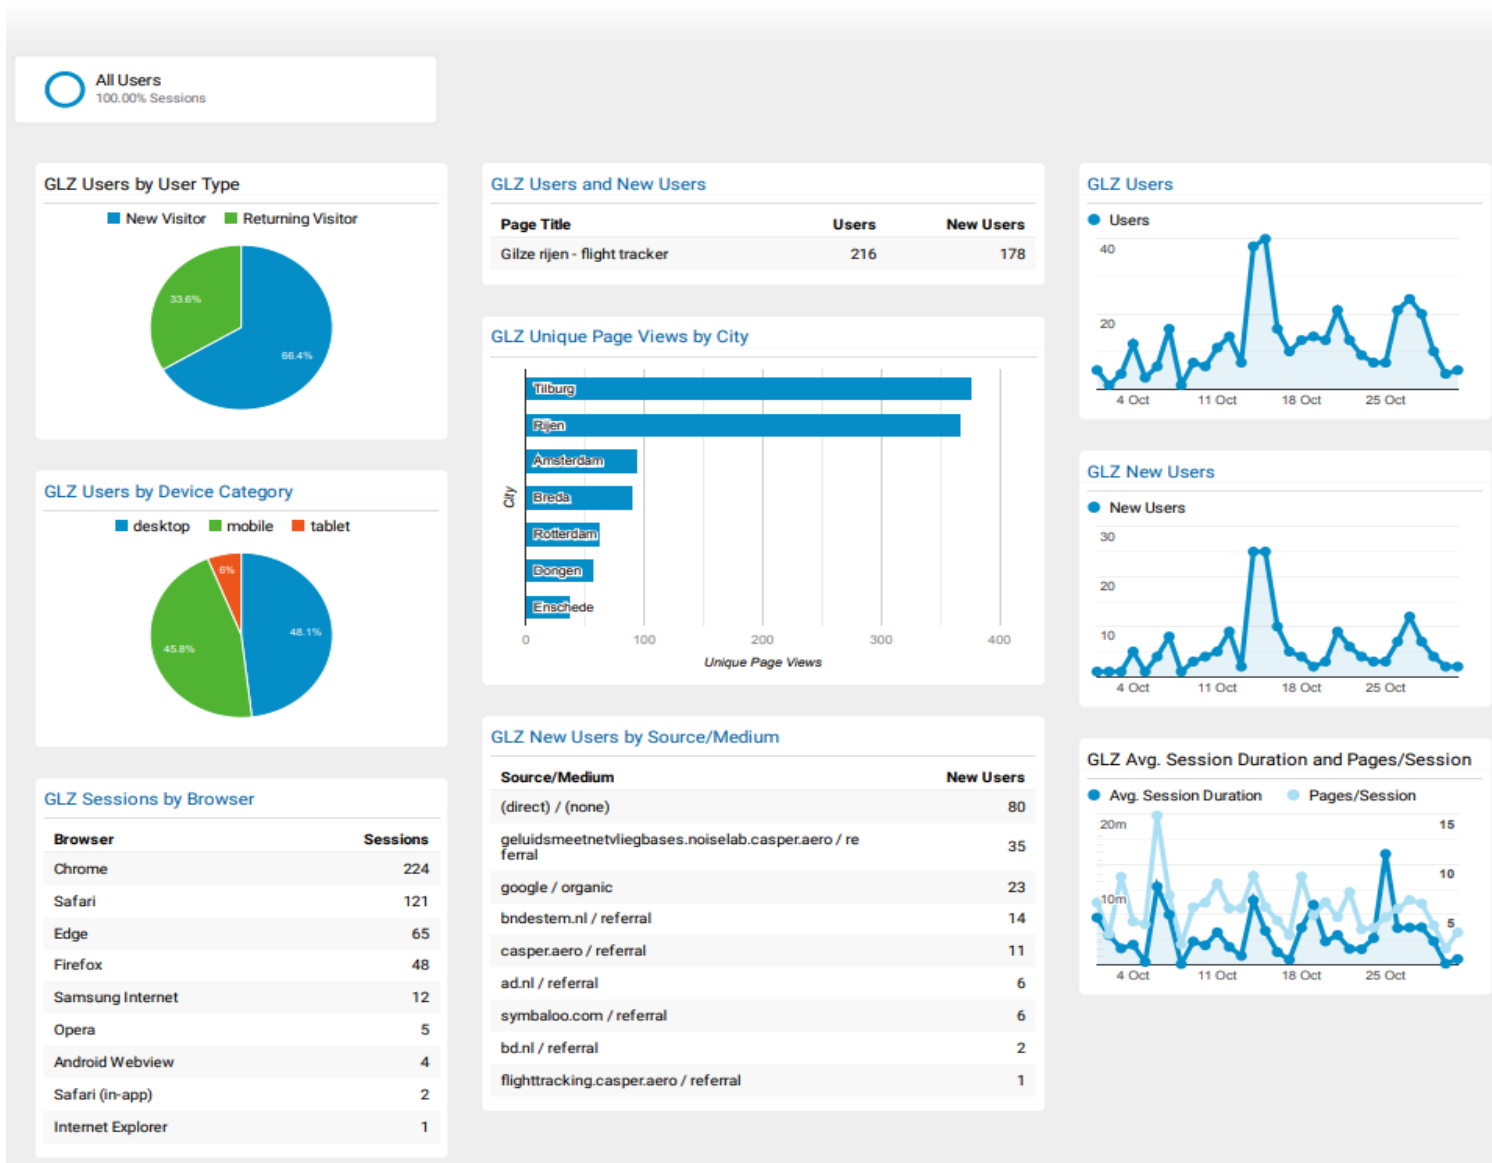 All Users
100.00% Sessions
GLZ Users by User Type
New Visitor Returning Visitor
33.6%
66.4%
GLZ Users by Device Category
desktop mobile tablet
6%
48.1%
45.8%
GLZ Sessions by Browser
Browser Sessions
Chrome 224
Safari 121
Edge 65
Firefox 48
Samsung Internet 12
Opera 5
Android Webview 4
Safari (in-app) 2
Internet Explorer 1
GLZ Users and New Users
Page Title Users New Users
Gilze rijen - flight tracker 216 178
GLZ Unique Page Views by City
City
Tilburg
Rijen
Amsterdam
Breda
Rotterdam
Dongen
Enschede
0 100 200 300 400
Unique Page Views
GLZ New Users by Source/Medium
Source/Medium New Users
(direct) / (none) 80
geluidsmeetnetvliegbases.noiselab.casper.aero / re
ferral 35
google / organic 23
bndestem.nl / referral 14
casper.aero / referral 11
ad.nl / referral 6
symbaloo.com / referral 6
bd.nl / referral 2
flighttracking.casper.aero / referral 1
GLZ Users
Users
40
20
4 Oct 11 Oct 18 Oct 25 Oct
GLZ New Users
New Users
30
20
10
4 Oct 11 Oct 18 Oct 25 Oct
GLZ Avg. Session Duration and Pages/Session
Avg. Session Duration Pages/Session
20m 15
10
10m
5
4 Oct 11 Oct 18 Oct 25 Oct